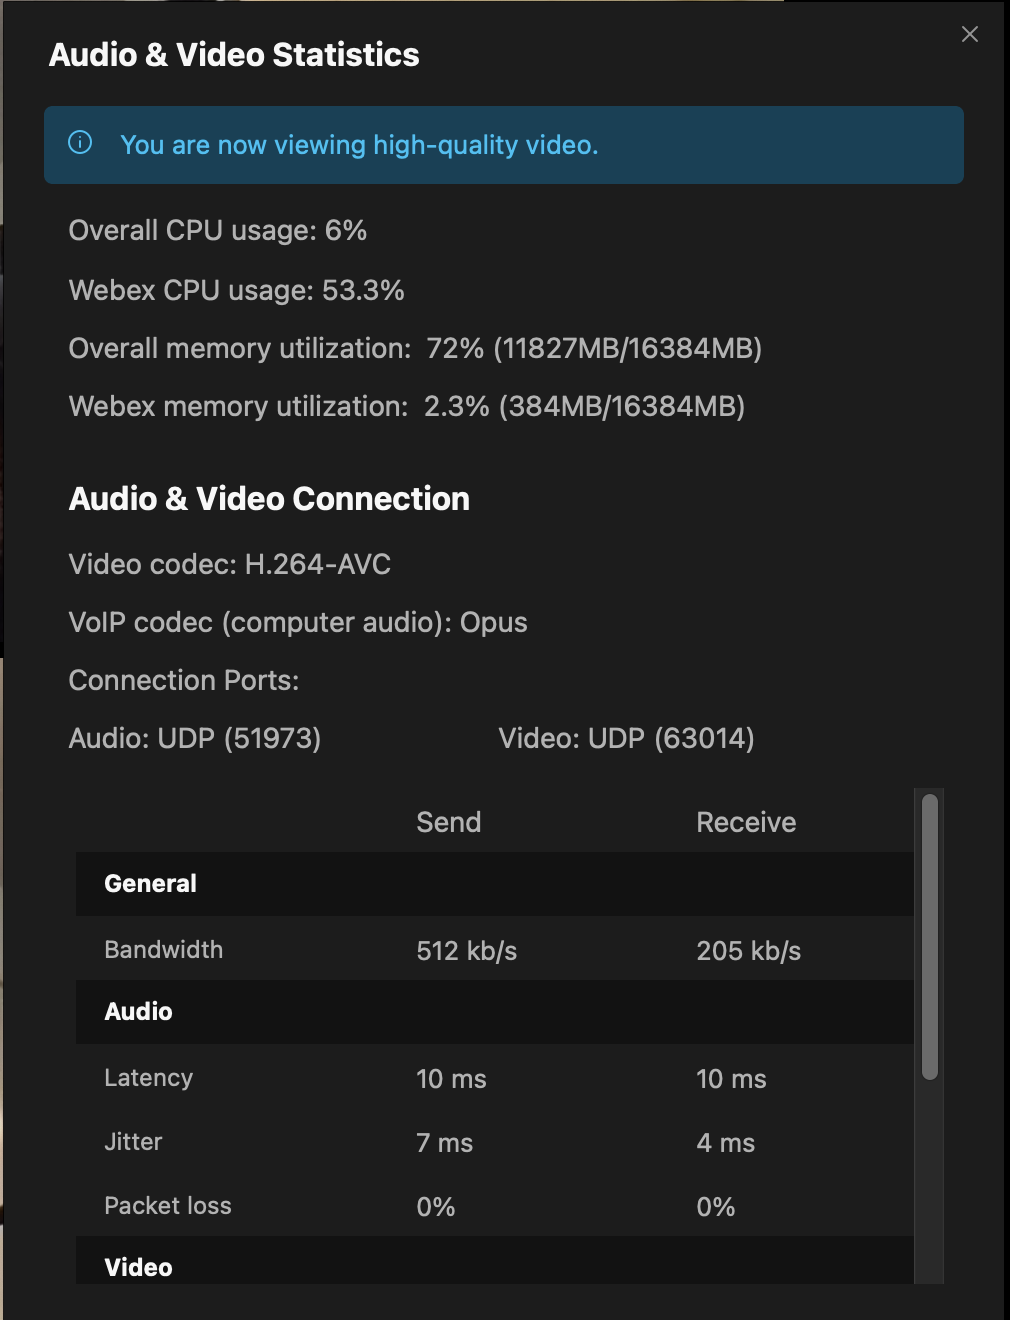 Audio & Video Statistics
You are now viewing high-quality video.
Overall CPU usage: 6%
Webex CPU usage: 53.3%
Overall memory utilization: 72% (11827MB/16384MB)
Webex memory utilization: 2.3% (384MB/16384MB)
Audio & Video Connection
Video codec: H.264-AVC
VoIP codec (computer audio): Opus
Connection Ports:
Audio: UDP (51973) Video: UDP (63014)
Send Receive
General
Bandwidth 512 kb/s 205 kb/s
Audio
Latency 10 ms 10 ms
Jitter 7 ms 4 ms
Packet loss 0% 0%
Video